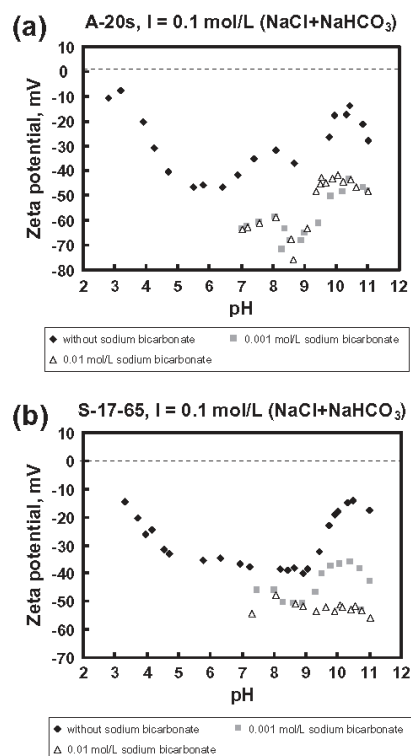 (a) A-20s, I = 0.1 mol/L (NaCl+NaHCO₃)
10
0
-10
-20
-30
-40
-50
-60
-70
-80
Zeta potential, mV
2 3 4 5 6 7 8 9 10 11 12
pH
◆ without sodium bicarbonate ■ 0.001 mol/L sodium bicarbonate
△ 0.01 mol/L sodium bicarbonate
(b) S-17-65, I = 0.1 mol/L (NaCl+NaHCO₃)
10
0
-10
-20
-30
-40
-50
-60
-70
Zeta potential, mV
2 3 4 5 6 7 8 9 10 11 12
pH
◆ without sodium bicarbonate ■ 0.001 mol/L sodium bicarbonate
△ 0.01 mol/L sodium bicarbonate